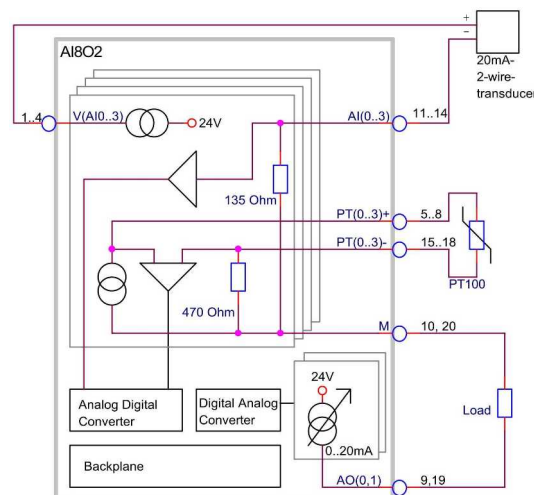 +
−
20mA-
2-wire-
transducer
AI8O2
1..4
V(AI0..3)
24V
AI(0..3)
11..14
135 Ohm
PT(0..3)+
5..8
PT(0..3)-
15..18
PT100
470 Ohm
M
10, 20
24V
Analog Digital
Converter
Digital Analog
Converter
Load
0..20mA
Backplane
AO(0,1)
9,19